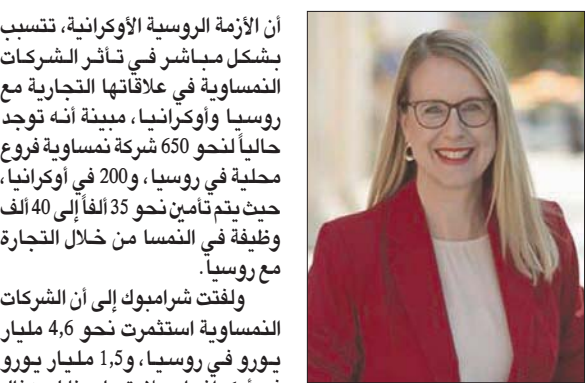 أن الأزمة الروسية الأوكرانية، تتسبب
بشكل مباشر في تأثر الشركات
النمساوية في علاقاتها التجارية مع
روسيا وأوكرانيا، مبينة أنه توجد
حالياً لنحو 650 شركة نمساوية فروع
محلية في روسيا، و200 في أوكرانيا،
حيث يتم تأمين نحو 35 ألفاً إلى 40 ألف
وظيفة في النمسا من خلال التجارة
مع روسيا.
ولفتت شرامبوك إلى أن الشركات
النمساوية استثمرت نحو 4,6 مليار
يورو في روسيا، و1,5 مليار يورو